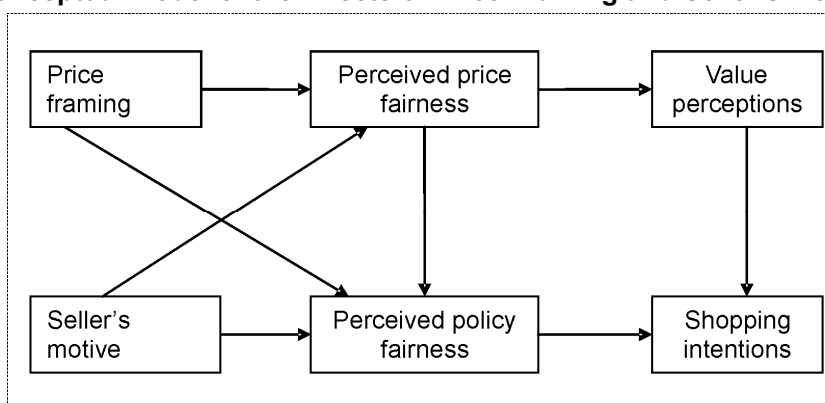 Price
framing
Perceived price
fairness
Value
perceptions
Seller's
motive
Perceived policy
fairness
Shopping
intentions